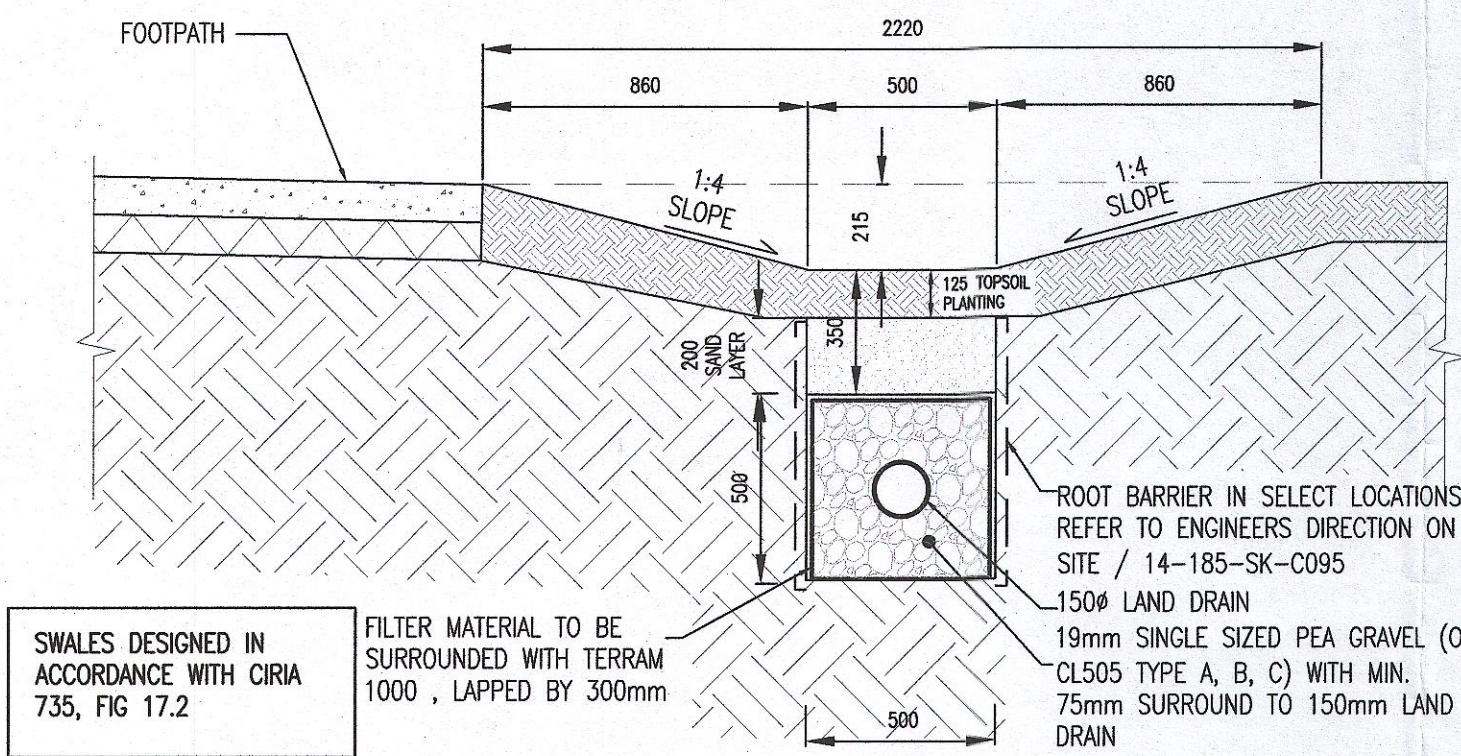 FOOTPATH
2220
860
500
860
1:4
SLOPE
1:4
SLOPE
215
125 TOPSOIL
PLANTING
350
200
SAND
LAYER
500
ROOT BARRIER IN SELECT LOCATIONS
REFER TO ENGINEERS DIRECTION ON
SITE / 14-185-SK-C095
150ø LAND DRAIN
19mm SINGLE SIZED PEA GRAVEL (O
CL505 TYPE A, B, C) WITH MIN.
75mm SURROUND TO 150mm LAND
DRAIN
FILTER MATERIAL TO BE
SURROUNDED WITH TERRAM
1000 , LAPPED BY 300mm
500
SWALES DESIGNED IN
ACCORDANCE WITH CIRIA
735, FIG 17.2